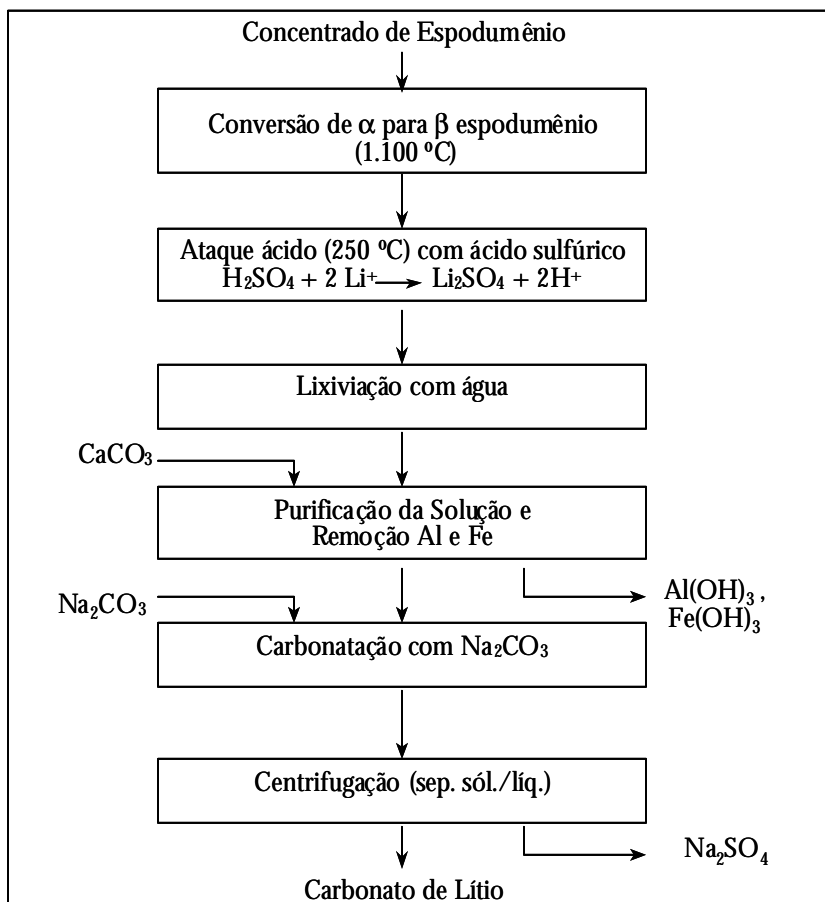 Concentrado de Espodumênio
Conversão de α para β espodumênio
(1.100 ºC)
Ataque ácido (250 ºC) com ácido sulfúrico
H₂SO₄ + 2 Li⁺ → Li₂SO₄ + 2H⁺
Lixiviação com água
CaCO₃
Purificação da Solução e
Remoção Al e Fe
Na₂CO₃
Al(OH)₃ ,
Fe(OH)₃
Carbonatação com Na₂CO₃
Centrifugação (sep. sól./líq.)
Na₂SO₄
Carbonato de Lítio